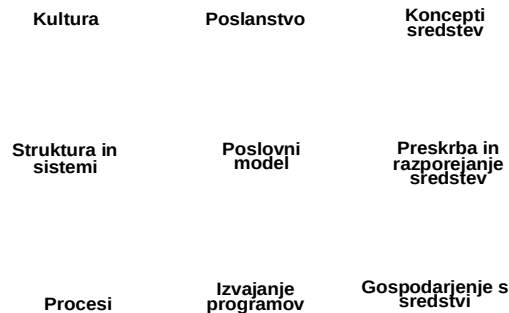 Kultura
Poslanstvo
Koncepti
sredstev
Struktura in
sistemi
Poslovni
model
Preskrba in
razporejanje
sredstev
Procesi
Izvajanje
programov
Gospodarjenje s
sredstvi